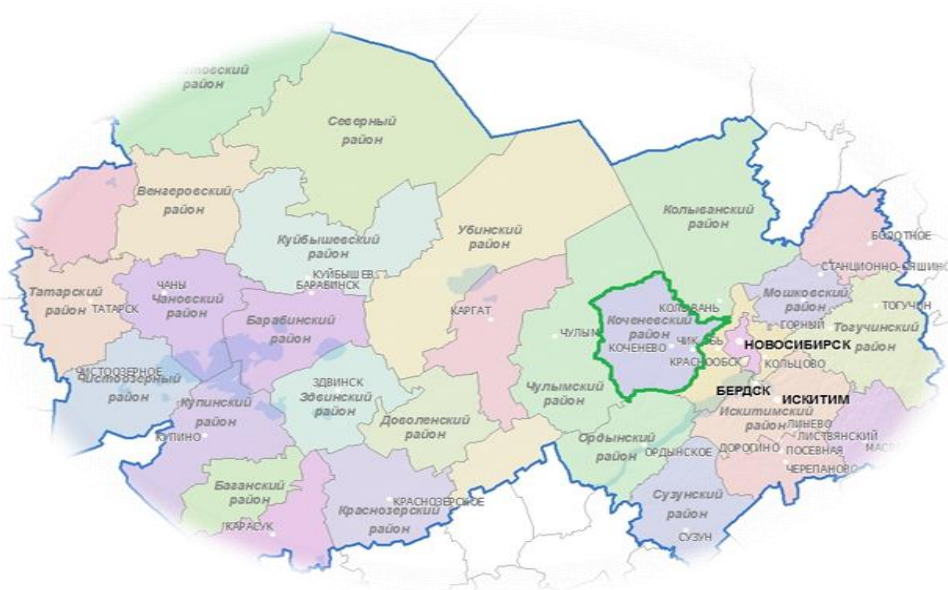 район
Северный
район
Венгеровский
район
Колыванский
район
Убинский
район
Куйбышевский
район
КУЙБЫШЕВ
БАРАБИНСК
БОЛОТНОЕ
Татарский
район
ТАТАРСК
ЧАНЫ
Чановский
район
Барабинский
район
КАРГАТ
ЧУЛЫМ
Коченевский
район
КОЧЕНЕВО
Мошковский
район
ТОГУЧИН
Тогучинский
район
ГОРНЫЙ
НОВОСИБИРСК
КРАСНООБСК
КОЛЬЦОВО
ЧИСТООЗЕРНОЕ
Чистоозерный
район
ЗДВИНСК
Здвинский
район
Чулымский
район
БЕРДСК
ИСКИТИМ
Купинский
район
КУПИНО
Доволенский
район
Искитимский
район
ЛИНЕВО
ЛИСТВЯНСКИЙ
Ордынский
район
ОРДЫНСКОЕ
ДОРОГИНО
ПОСЕВНАЯ
ЧЕРЕПАНОВО
Баганский
район
КАРАСУК
КРАСНОЗЕРСКОЕ
Краснозерский
район
Сузунский
район
СУЗУН